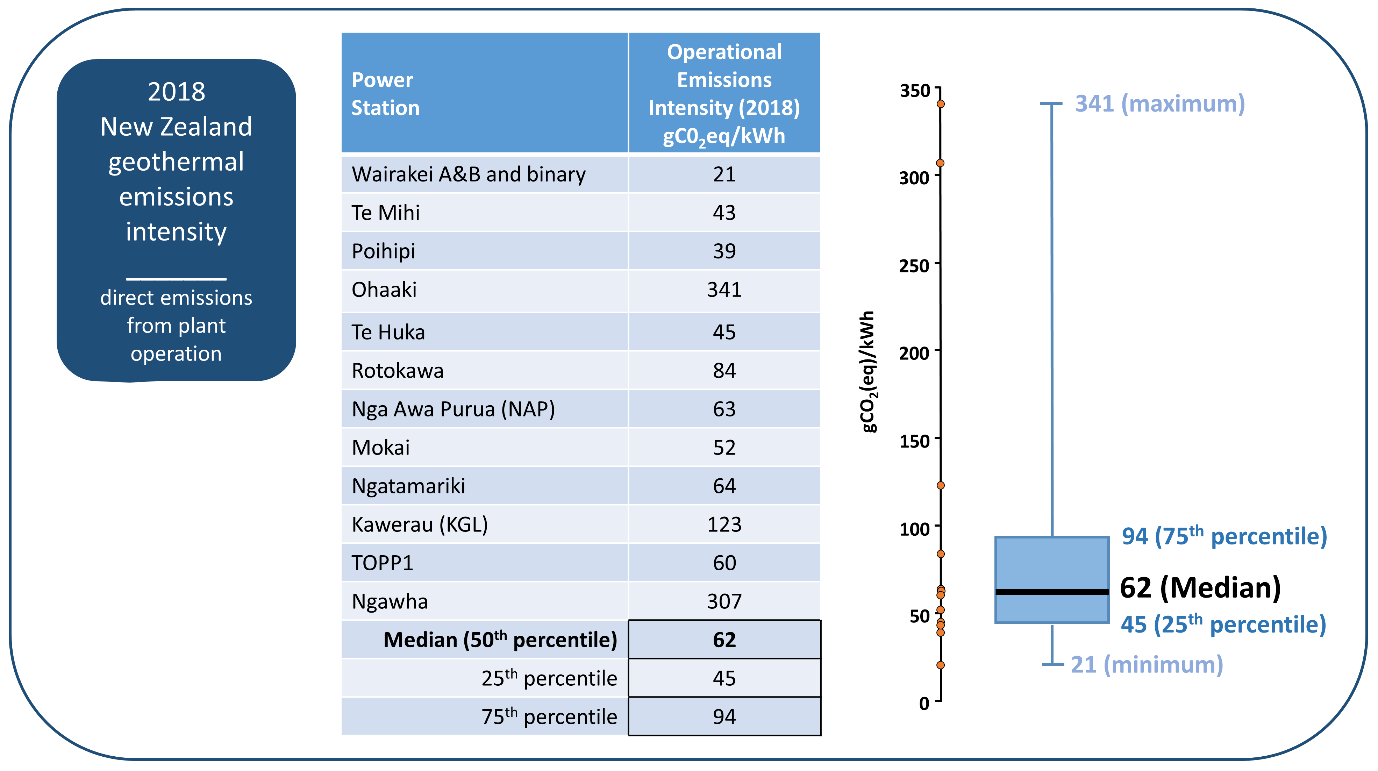 2018
New Zealand
geothermal
emissions
intensity
direct emissions
from plant
operation
Power
Station
Operational
Emissions
Intensity (2018)
gC0₂eq/kWh
Wairakei A&B and binary 21
Te Mihi 43
Poihipi 39
Ohaaki 341
Te Huka 45
Rotokawa 84
Nga Awa Purua (NAP) 63
Mokai 52
Ngatamariki 64
Kawerau (KGL) 123
TOPP1 60
Ngawha 307
Median (50th percentile) 62
25th percentile 45
75th percentile 94
gCO₂(eq)/kWh
350
300
250
200
150
100
50
0
341 (maximum)
94 (75th percentile)
62 (Median)
45 (25th percentile)
21 (minimum)